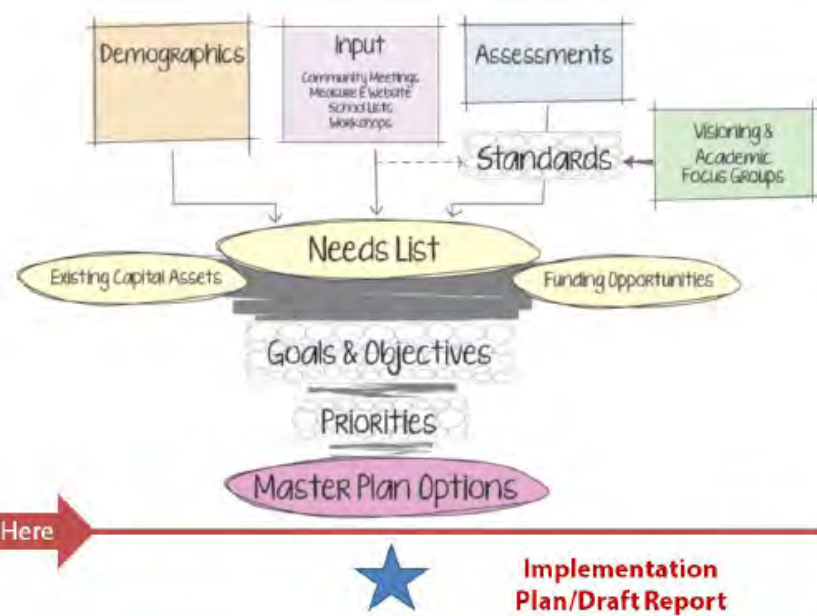 Demographics
Input
Community Meetings
Measure E Website
School Lists
Workshops
Assessments
Standards
Visioning &
Academic
Focus Groups
Needs List
Existing Capital Assets
Funding Opportunities
Goals & Objectives
Priorities
Master Plan Options
Here
Implementation
Plan/Draft Report